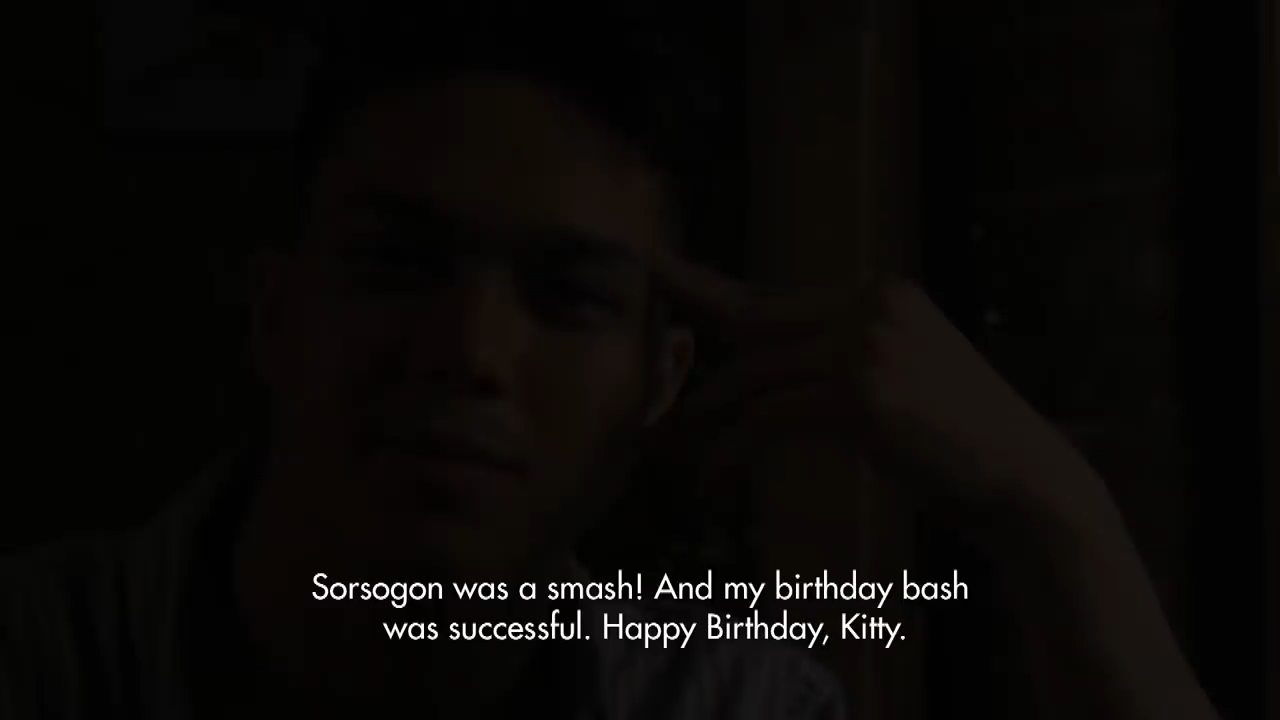 Sorsogon was a smash! And my birthday bash
was successful. Happy Birthday, Kitty.